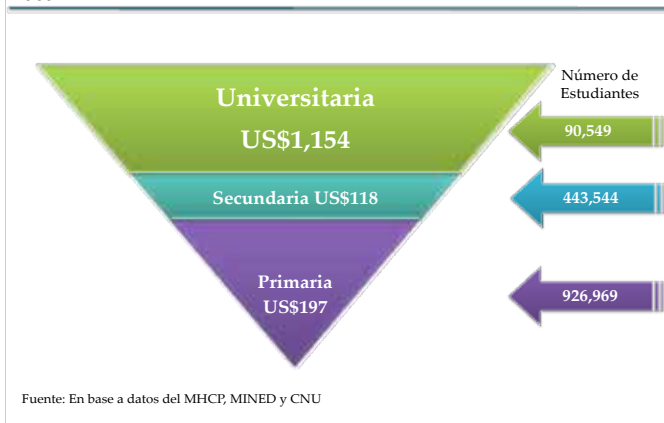 Universitaria
US$1,154
Número de
Estudiantes
90,549
Secundaria US$118
443,544
Primaria
US$197
926,969
Fuente: En base a datos del MHCP, MINED y CNU